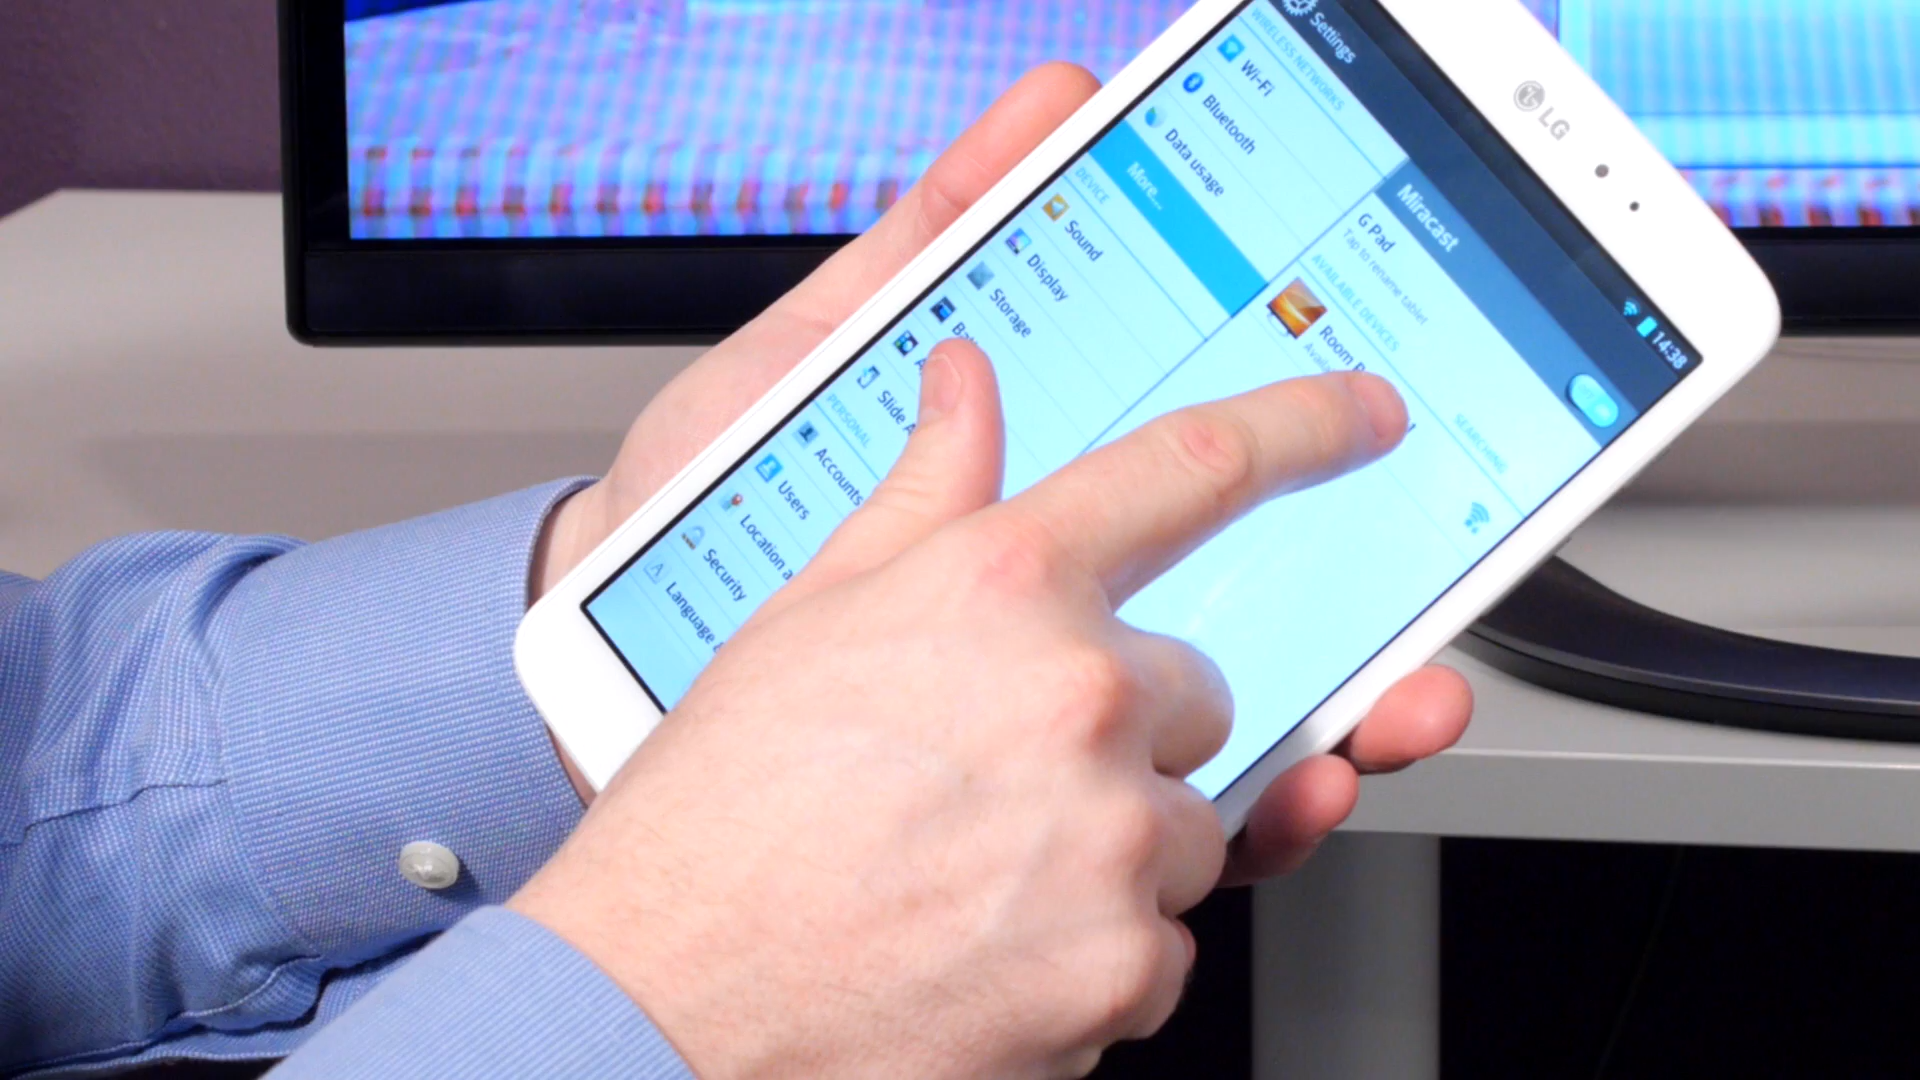 LG
14:38
Settings
WIRELESS NETWORKS
Wi-Fi
Bluetooth
Data usage
More...
DEVICE
Sound
Display
Storage
Slide
PERSONAL
Accounts
Users
Location
Security
Language
Miracast
G Pad
Tap to rename tablet
AVAILABLE DEVICES
SEARCHING
Room